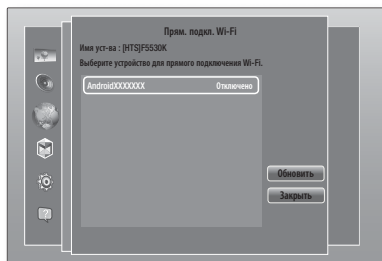 Прям. подкл. Wi-Fi
Имя уст-ва : [HTS]F5530K
Выберите устройство для прямого подключения Wi-Fi.
AndroidXXXXXXX Отключено
Обновить
Закрыть